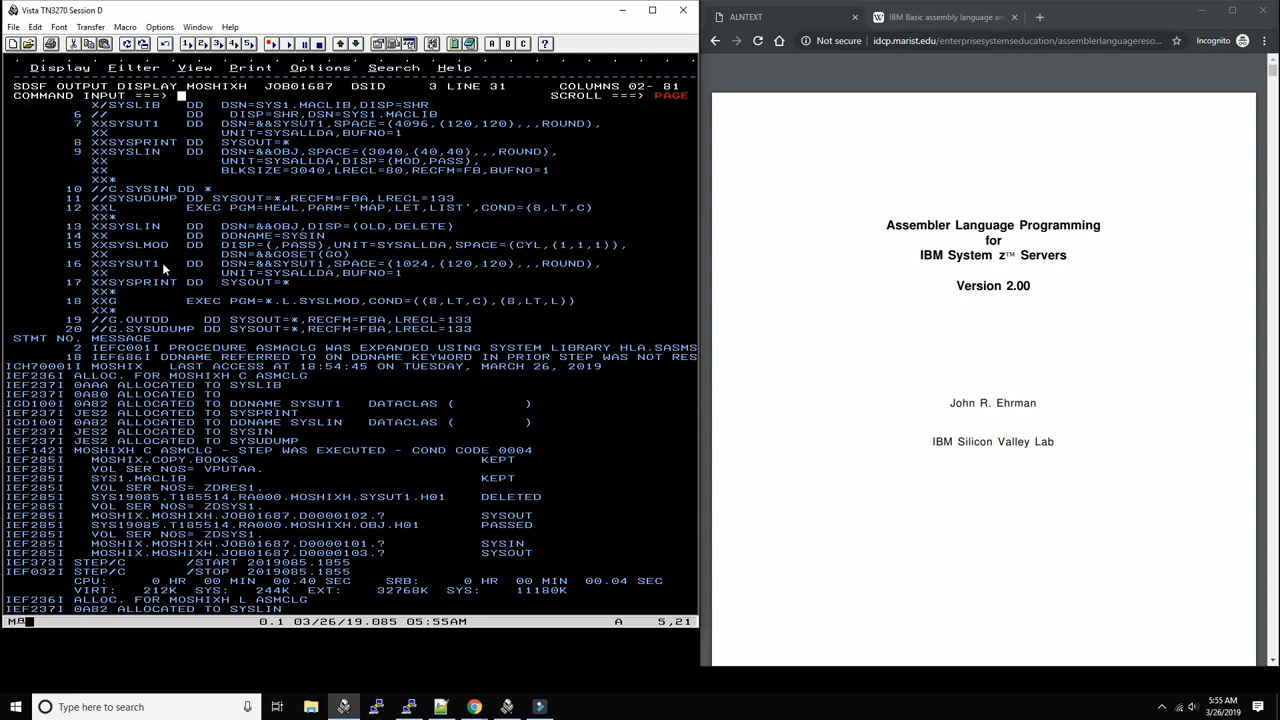 Vista TN3270 Session D
File Edit Font Transfer Macro Options Window Help
A B C ?
Display Filter View Print Options Search Help
SDSF OUTPUT DISPLAY MOSHIXH JOB01687 DSID 3 LINE 31 COLUMNS 02- 81
COMMAND INPUT ===> SCROLL ===> PAGE
X/SYSLIB DD DSN=SYS1.MACLIB,DISP=SHR
6 // DD DISP=SHR,DSN=SYS1.MACLIB
7 XXSYSUT1 DD DSN=&&SYSUT1,SPACE=(4096,(120,120),,,ROUND),
XX UNIT=SYSALLDA,BUFNO=1
8 XXSYSPRINT DD SYSOUT=*
9 XXSYSLIN DD DSN=&&OBJ,SPACE=(3040,(40,40),,,ROUND),
XX UNIT=SYSALLDA,DISP=(MOD,PASS),
XX BLKSIZE=3040,LRECL=80,RECFM=FB,BUFNO=1
XX*
10 //C.SYSIN DD *
11 //SYSUDUMP DD SYSOUT=*,RECFM=FBA,LRECL=133
12 XXL EXEC PGM=HEWL,PARM='MAP,LET,LIST',COND=(8,LT,C)
XX*
13 XXSYSLIN DD DSN=&&OBJ,DISP=(OLD,DELETE)
14 XX DD DDNAME=SYSIN
15 XXSYSLMOD DD DISP=(,PASS),UNIT=SYSALLDA,SPACE=(CYL,(1,1,1)),
XX DSN=&&GOSET(GO)
16 XXSYSUT1 DD DSN=&&SYSUT1,SPACE=(1024,(120,120),,,ROUND),
XX UNIT=SYSALLDA,BUFNO=1
17 XXSYSPRINT DD SYSOUT=*
XX*
18 XXG EXEC PGM=*.L.SYSLMOD,COND=((8,LT,C),(8,LT,L))
XX*
19 //G.OUTDD DD SYSOUT=*,RECFM=FBA,LRECL=133
20 //G.SYSUDUMP DD SYSOUT=*,RECFM=FBA,LRECL=133
STMT NO. MESSAGE
2 IEFC001I PROCEDURE ASMACLG WAS EXPANDED USING SYSTEM LIBRARY HLA.SASMS
18 IEF686I DDNAME REFERRED TO ON DDNAME KEYWORD IN PRIOR STEP WAS NOT RES
ICH70001I MOSHIX LAST ACCESS AT 18:54:45 ON TUESDAY, MARCH 26, 2019
IEF236I ALLOC. FOR MOSHIXH C ASMCLG
IEF237I 0AAA ALLOCATED TO SYSLIB
IEF237I 0A80 ALLOCATED TO
IGD100I 0A82 ALLOCATED TO DDNAME SYSUT1 DATACLAS ( )
IEF237I JES2 ALLOCATED TO SYSPRINT
IGD100I 0A82 ALLOCATED TO DDNAME SYSLIN DATACLAS ( )
IEF237I JES2 ALLOCATED TO SYSIN
IEF237I JES2 ALLOCATED TO SYSUDUMP
IEF142I MOSHIXH C ASMCLG - STEP WAS EXECUTED - COND CODE 0004
IEF285I MOSHIX.COPY.BOOKS KEPT
IEF285I VOL SER NOS= VPUTAA.
IEF285I SYS1.MACLIB KEPT
IEF285I VOL SER NOS= ZDRES1.
IEF285I SYS19085.T185514.RA000.MOSHIXH.SYSUT1.H01 DELETED
IEF285I VOL SER NOS= ZDSYS1.
IEF285I MOSHIX.MOSHIXH.JOB01687.D0000102.? SYSOUT
IEF285I SYS19085.T185514.RA000.MOSHIXH.OBJ.H01 PASSED
IEF285I VOL SER NOS= ZDSYS1.
IEF285I MOSHIX.MOSHIXH.JOB01687.D0000101.? SYSIN
IEF285I MOSHIX.MOSHIXH.JOB01687.D0000103.? SYSOUT
IEF373I STEP/C /START 2019085.1855
IEF032I STEP/C /STOP 2019085.1855
CPU: 0 HR 00 MIN 00.40 SEC SRB: 0 HR 00 MIN 00.04 SEC
VIRT: 212K SYS: 244K EXT: 32768K SYS: 11180K
IEF236I ALLOC. FOR MOSHIXH L ASMCLG
IEF237I 0A82 ALLOCATED TO SYSLIN
0.1 03/26/19.085 05:55AM A 5,21
ALNTEXT
IBM Basic assembly language an
Not secure idcp.marist.edu/enterprisesystemseducation/assemblerlanguagereso...
Incognito
Assembler Language Programming
for
IBM System z™ Servers
Version 2.00
John R. Ehrman
IBM Silicon Valley Lab
Type here to search
5:55 AM
3/26/2019